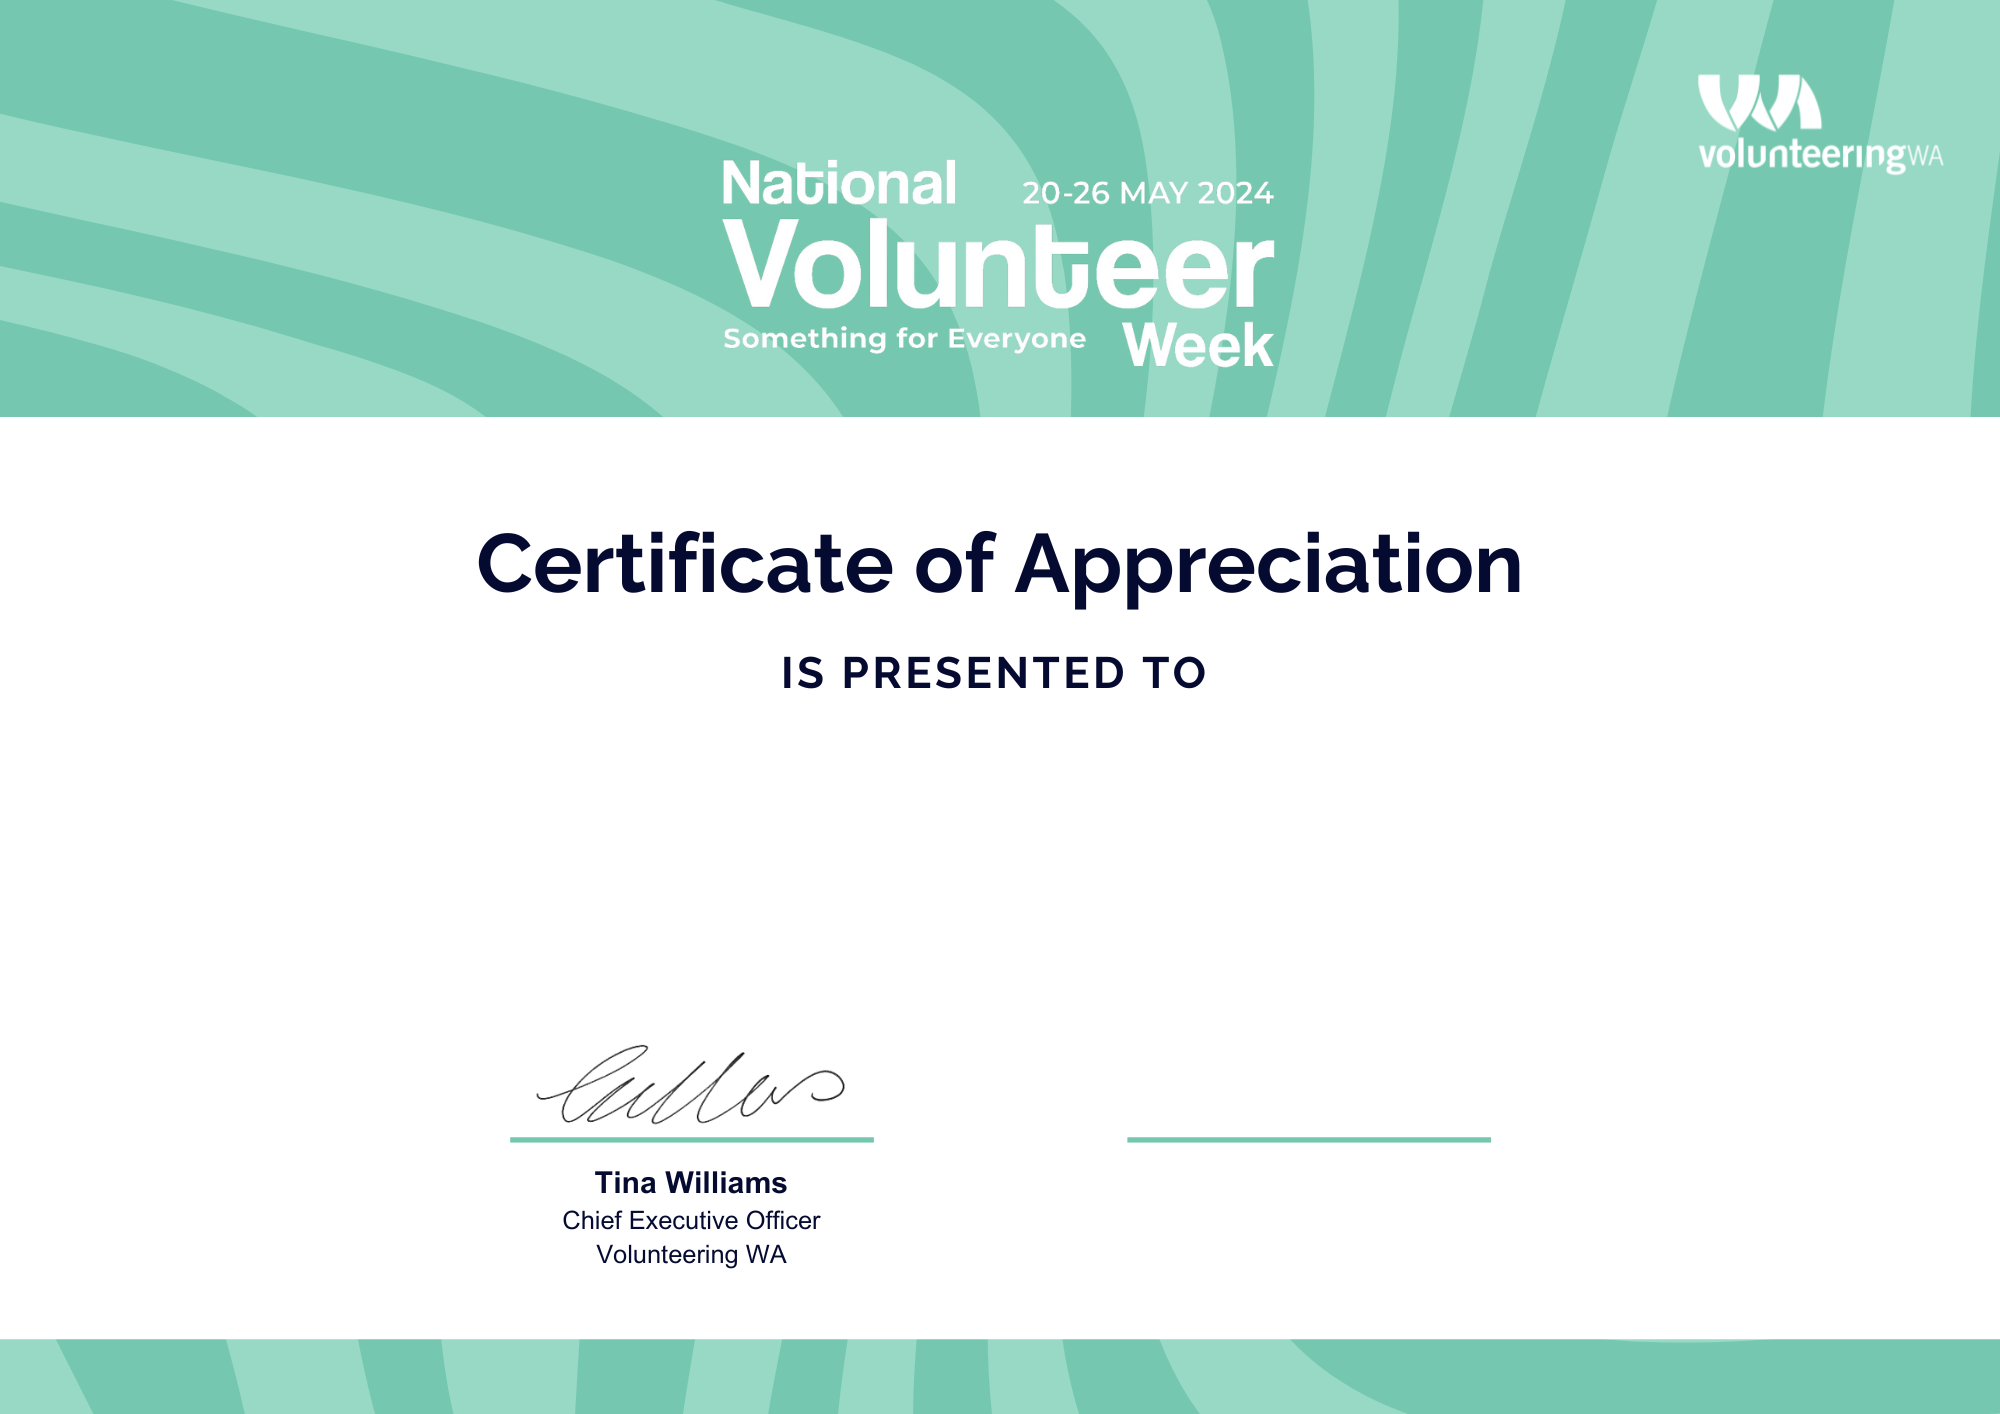 volunteeringWA
National 20-26 MAY 2024
Volunteer
Something for Everyone Week
Certificate of Appreciation
IS PRESENTED TO
Tina Williams
Chief Executive Officer
Volunteering WA